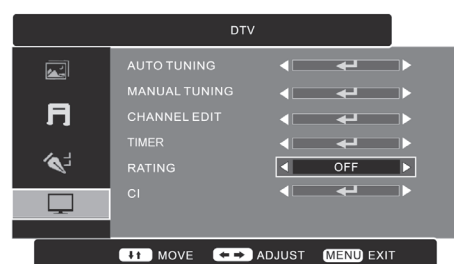 DTV
AUTO TUNING
MANUAL TUNING
CHANNEL EDIT
TIMER
RATING OFF
CI
MOVE ADJUST MENU EXIT